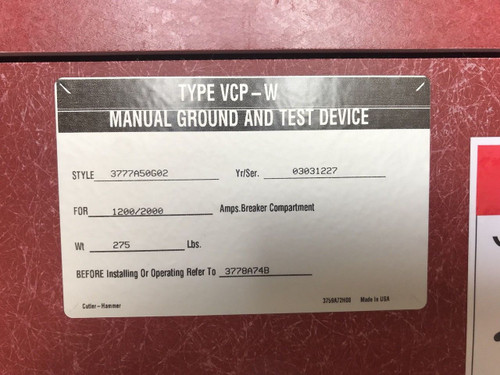 TYPE VCP-W
MANUAL GROUND AND TEST DEVICE
STYLE 3777A50G02 Yr/Ser. 03031227
FOR 1200/2000 Amps.Breaker Compartment
Wt 275 Lbs.
BEFORE Installing Or Operating Refer To 3778A74B
Cutler-Hammer 3759A72H08 Made In USA